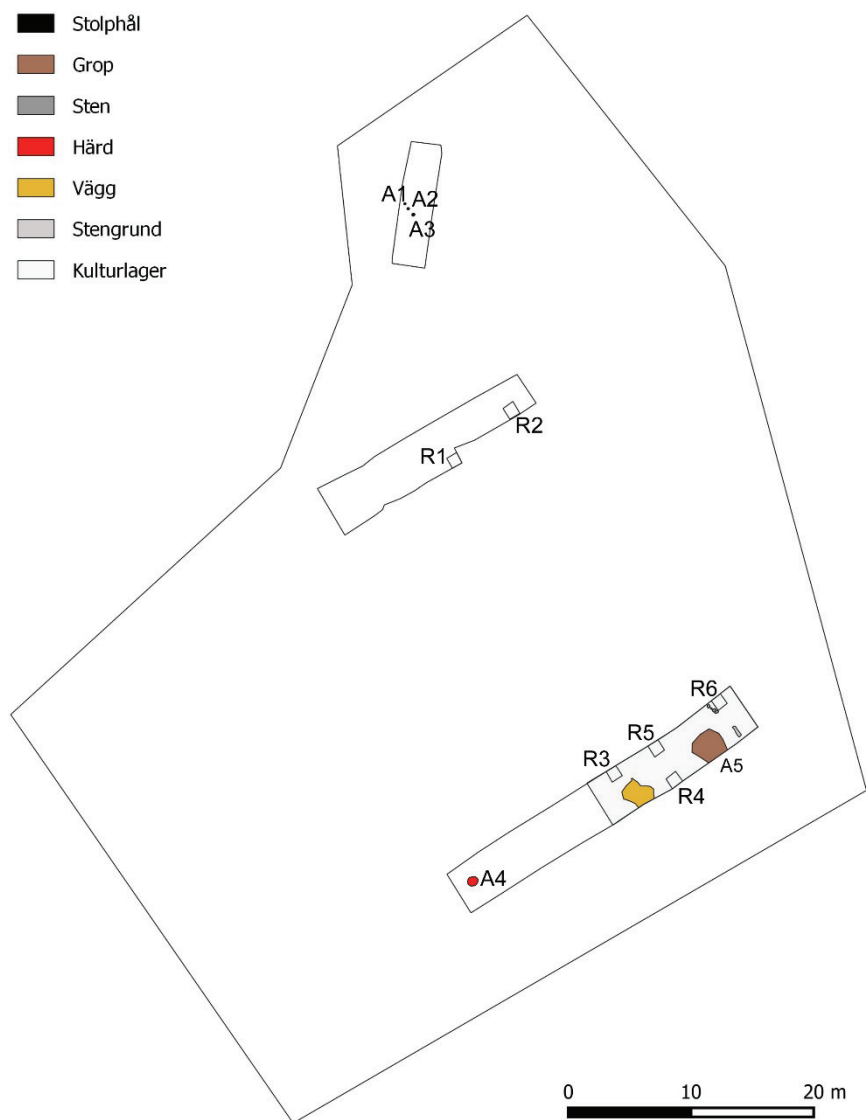 Stolphål
Grop
Sten
Härd
Vägg
Stengrund
Kulturlager
A1
A2
A3
R2
R1
R6
R5
R3
A5
R4
A4
0 10 20 m